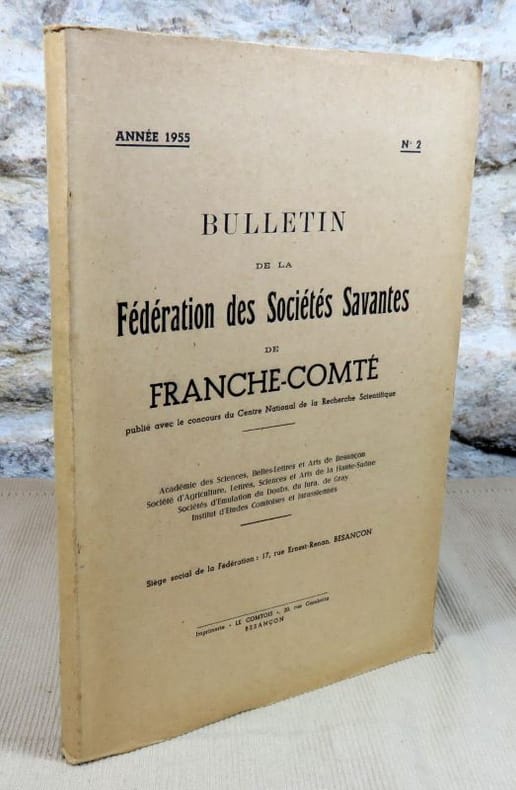 ANNÉE 1955
N° 2
BULLETIN
DE LA
Fédération des Sociétés Savantes
DE
FRANCHE-COMTÉ
publié avec le concours du Centre National de la Recherche Scientifique
Académie des Sciences, Belles-Lettres et Arts de Besançon
Société d'Agriculture, Lettres, Sciences et Arts de la Haute-Saône
Sociétés d'Emulation du Doubs, du Jura, de Gray
Institut d'Etudes Comtoises et Jurassiennes
Siège social de la Fédération : 17, rue Ernest-Renan, BESANÇON
Imprimerie « LE COMTOIS », 20, rue Gambetta
BESANÇON